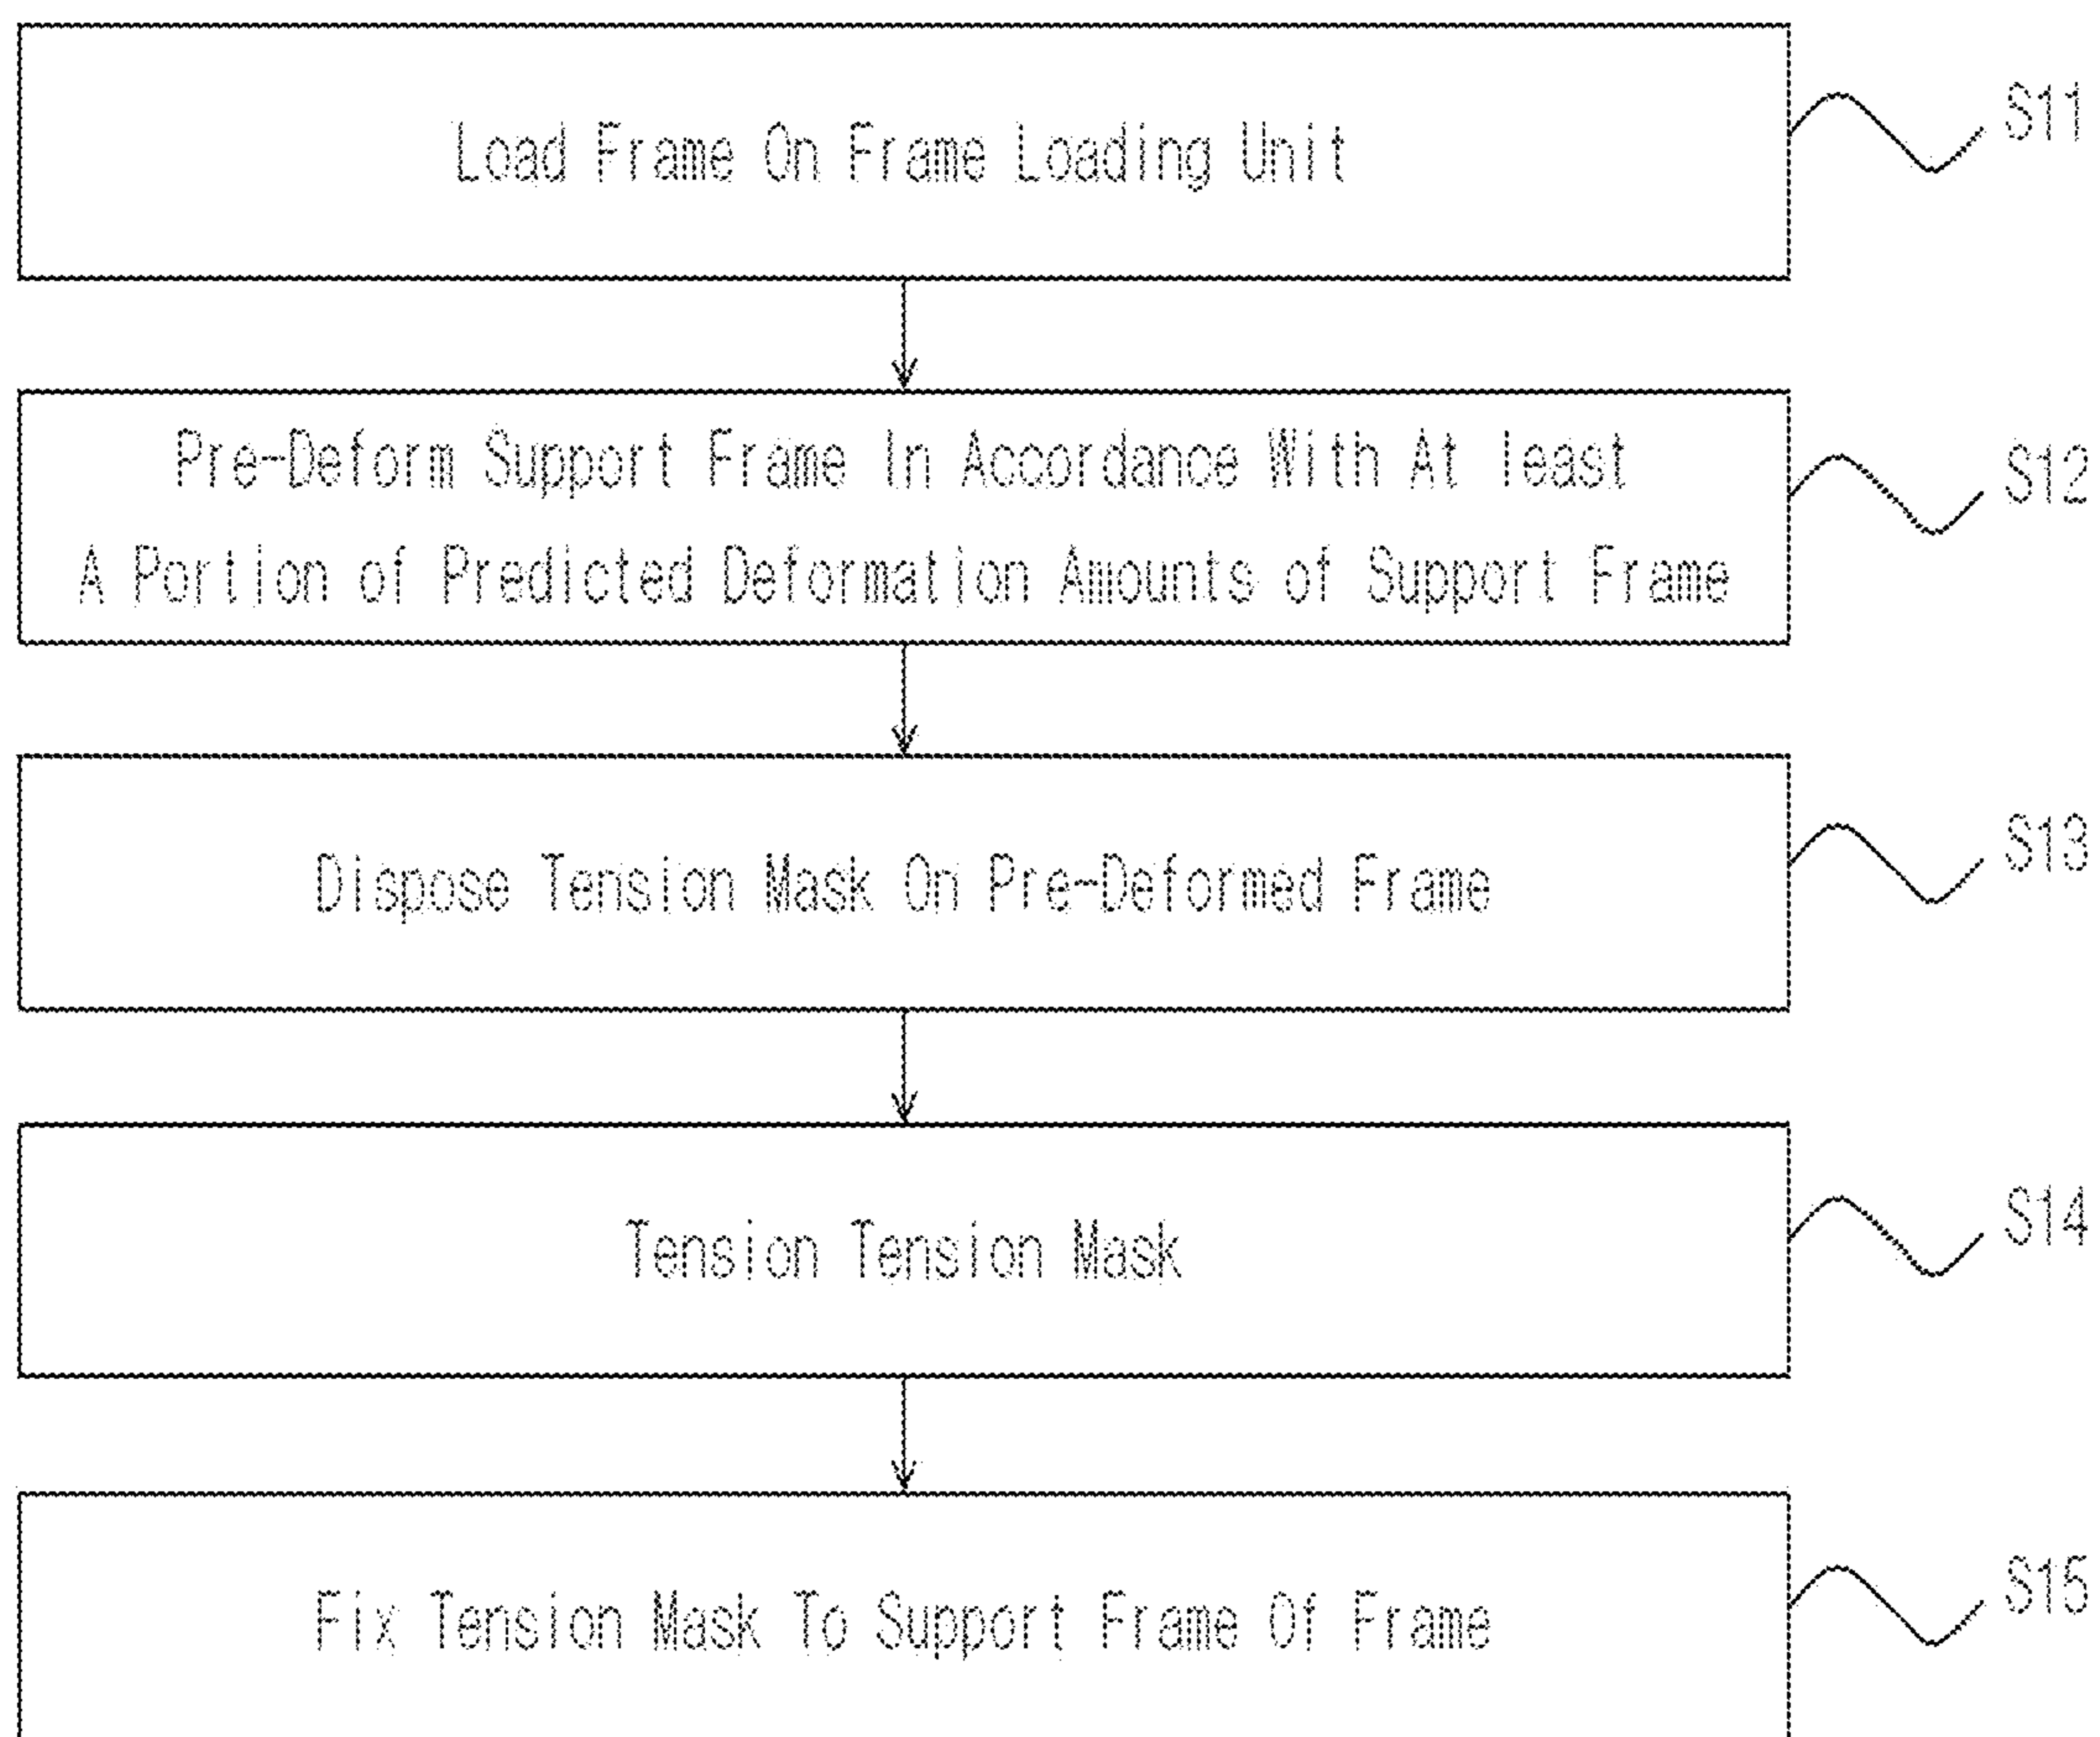 Load Frame On Frame Loading Unit
S11
Pre-Deform Support Frame In Accordance With At least
A Portion of Predicted Deformation Amounts of Support Frame
S12
Dispose Tension Mask On Pre-Deformed Frame
S13
Tension Tension Mask
S14
Fix Tension Mask To Support Frame Of Frame
S15